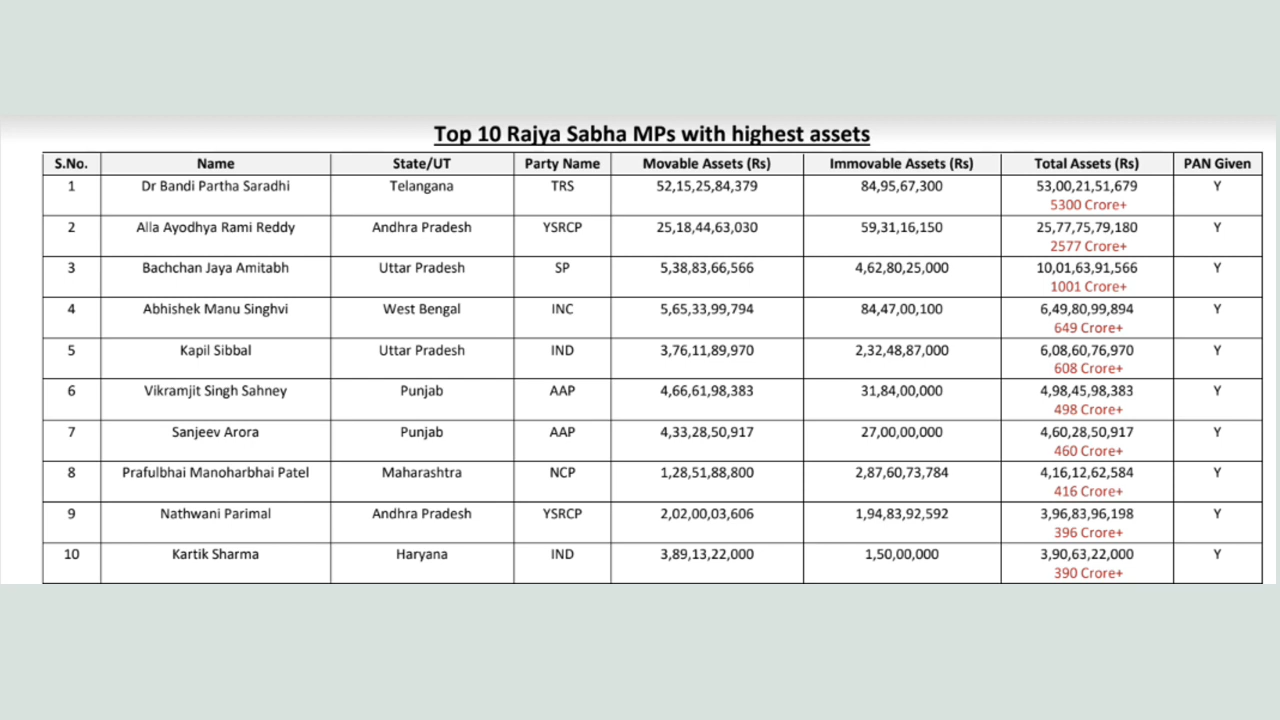 Top 10 Rajya Sabha MPs with highest assets
S.No. Name State/UT Party Name Movable Assets (Rs) Immovable Assets (Rs) Total Assets (Rs) PAN Given
1 Dr Bandi Partha Saradhi Telangana TRS 52,15,25,84,379 84,95,67,300 53,00,21,51,679 Y
5300 Crore+
2 Alla Ayodhya Rami Reddy Andhra Pradesh YSRCP 25,18,44,63,030 59,31,16,150 25,77,75,79,180 Y
2577 Crore+
3 Bachchan Jaya Amitabh Uttar Pradesh SP 5,38,83,66,566 4,62,80,25,000 10,01,63,91,566 Y
1001 Crore+
4 Abhishek Manu Singhvi West Bengal INC 5,65,33,99,794 84,47,00,100 6,49,80,99,894 Y
649 Crore+
5 Kapil Sibbal Uttar Pradesh IND 3,76,11,89,970 2,32,48,87,000 6,08,60,76,970 Y
608 Crore+
6 Vikramjit Singh Sahney Punjab AAP 4,66,61,98,383 31,84,00,000 4,98,45,98,383 Y
498 Crore+
7 Sanjeev Arora Punjab AAP 4,33,28,50,917 27,00,00,000 4,60,28,50,917 Y
460 Crore+
8 Prafulbhai Manoharbhai Patel Maharashtra NCP 1,28,51,88,800 2,87,60,73,784 4,16,12,62,584 Y
416 Crore+
9 Nathwani Parimal Andhra Pradesh YSRCP 2,02,00,03,606 1,94,83,92,592 3,96,83,96,198 Y
396 Crore+
10 Kartik Sharma Haryana IND 3,89,13,22,000 1,50,00,000 3,90,63,22,000 Y
390 Crore+